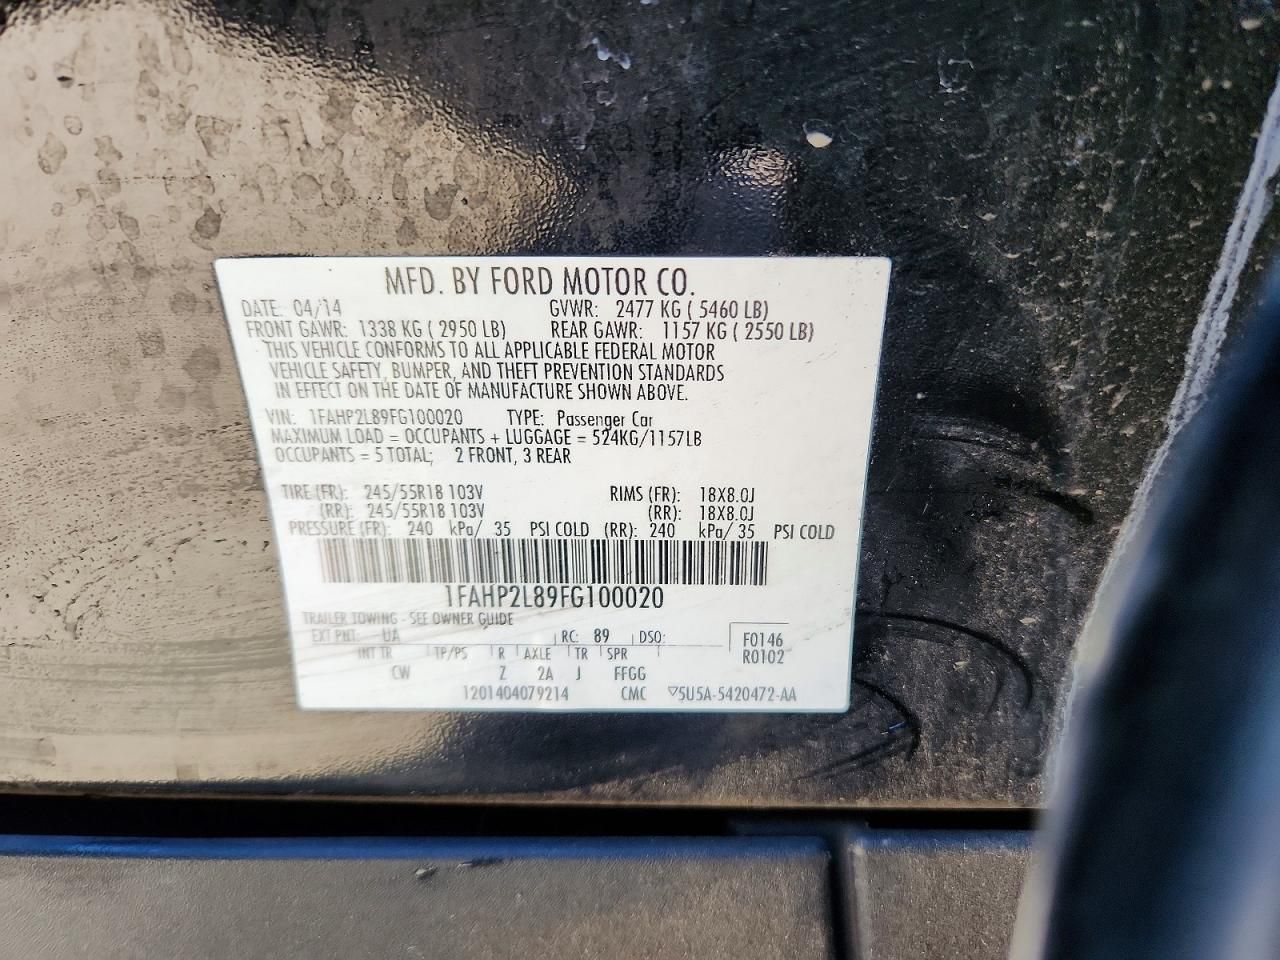 MFD. BY FORD MOTOR CO.
DATE: 04/14 GVWR: 2477 KG ( 5460 LB)
FRONT GAWR: 1338 KG ( 2950 LB) REAR GAWR: 1157 KG ( 2550 LB)
THIS VEHICLE CONFORMS TO ALL APPLICABLE FEDERAL MOTOR
VEHICLE SAFETY, BUMPER, AND THEFT PREVENTION STANDARDS
IN EFFECT ON THE DATE OF MANUFACTURE SHOWN ABOVE.
VIN: 1FAHP2L89FG100020 TYPE: Passenger Car
MAXIMUM LOAD = OCCUPANTS + LUGGAGE = 524KG/1157LB
OCCUPANTS = 5 TOTAL; 2 FRONT, 3 REAR
TIRE (FR): 245/55R18 103V RIMS (FR): 18X8.0J
(RR): 245/55R18 103V (RR): 18X8.0J
PRESSURE (FR): 240 kPa/ 35 PSI COLD (RR): 240 kPa/ 35 PSI COLD
1FAHP2L89FG100020
TRAILER TOWING - SEE OWNER GUIDE
EXT PNT: UA RC: 89 DSO: F0146
INT TR TP/PS R AXLE TR SPR R0102
CW Z 2A J FFGG
1201404079214 CMC ▽5U5A-5420472-AA